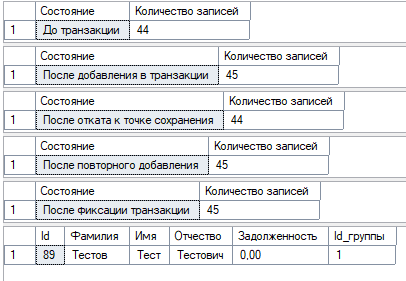 Состояние Количество записей
1 До транзакции 44
Состояние Количество записей
1 После добавления в транзакции 45
Состояние Количество записей
1 После отката к точке сохранения 44
Состояние Количество записей
1 После повторного добавления 45
Состояние Количество записей
1 После фиксации транзакции 45
Id Фамилия Имя Отчество Задолженность Id_группы
1 89 Тестов Тест Тестович 0,00 1